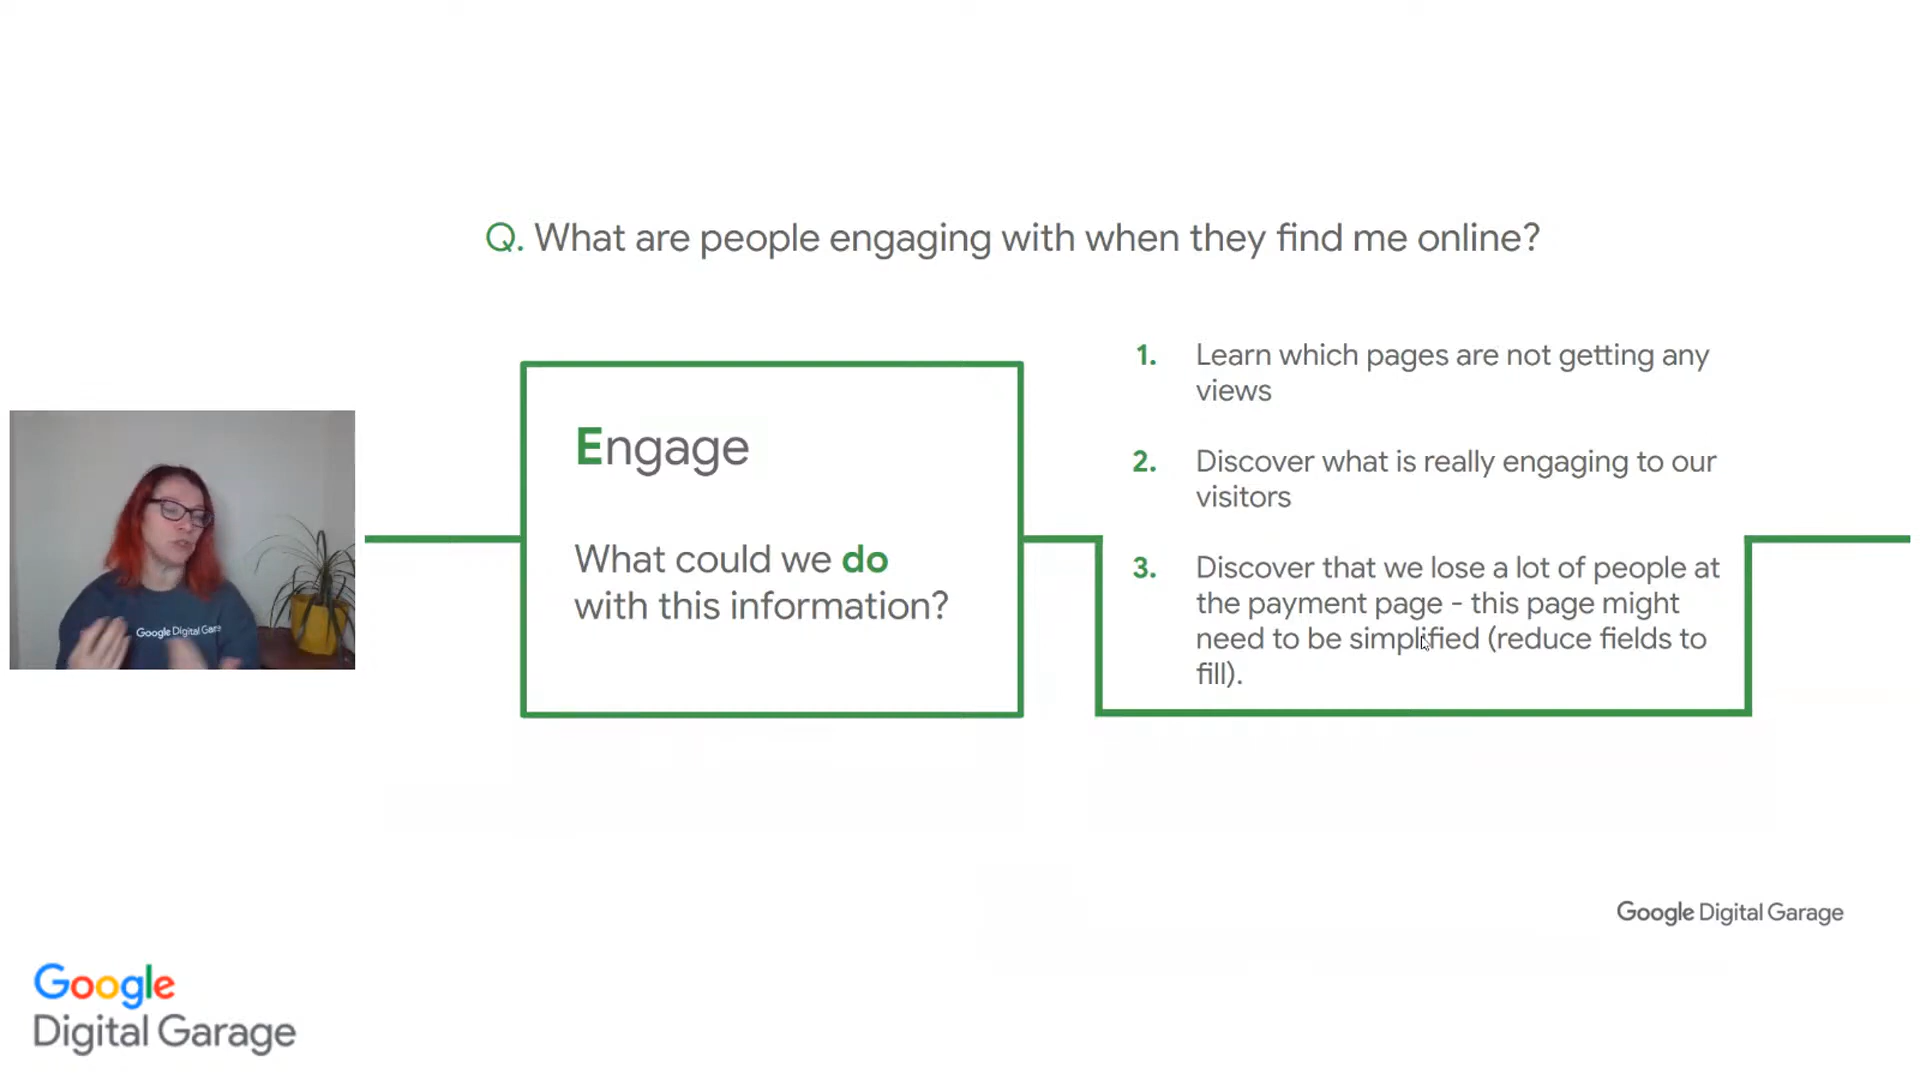 Q. What are people engaging with when they find me online?
Engage
What could we do
with this information?
1. Learn which pages are not getting any
views
2. Discover what is really engaging to our
visitors
3. Discover that we lose a lot of people at
the payment page - this page might
need to be simplified (reduce fields to
fill).
Google Digital
Google Digital Garage
Google
Digital Garage